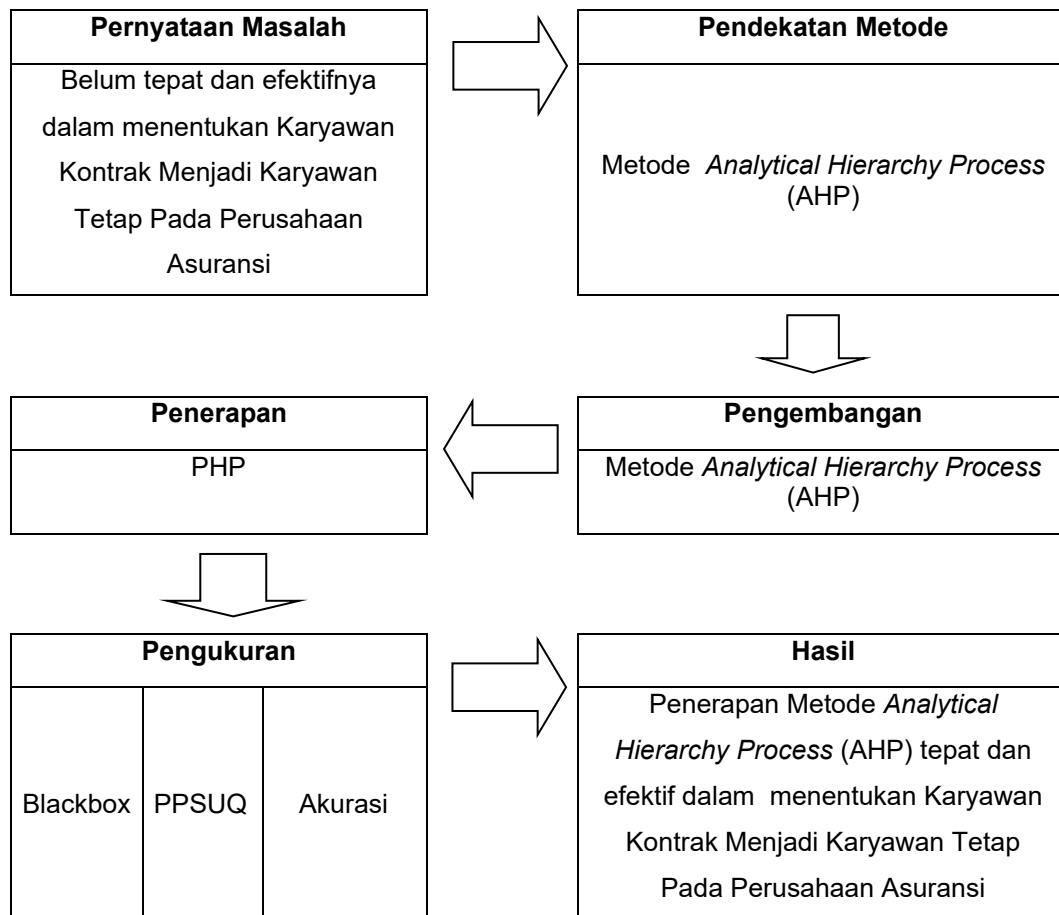 Pernyataan Masalah
Belum tepat dan efektifnya
dalam menentukan Karyawan
Kontrak Menjadi Karyawan
Tetap Pada Perusahaan
Asuransi
Pendekatan Metode
Metode Analytical Hierarchy Process
(AHP)
Pengembangan
Metode Analytical Hierarchy Process
(AHP)
Penerapan
PHP
Pengukuran
Blackbox
PPSUQ
Akurasi
Hasil
Penerapan Metode Analytical
Hierarchy Process (AHP) tepat dan
efektif dalam menentukan Karyawan
Kontrak Menjadi Karyawan Tetap
Pada Perusahaan Asuransi